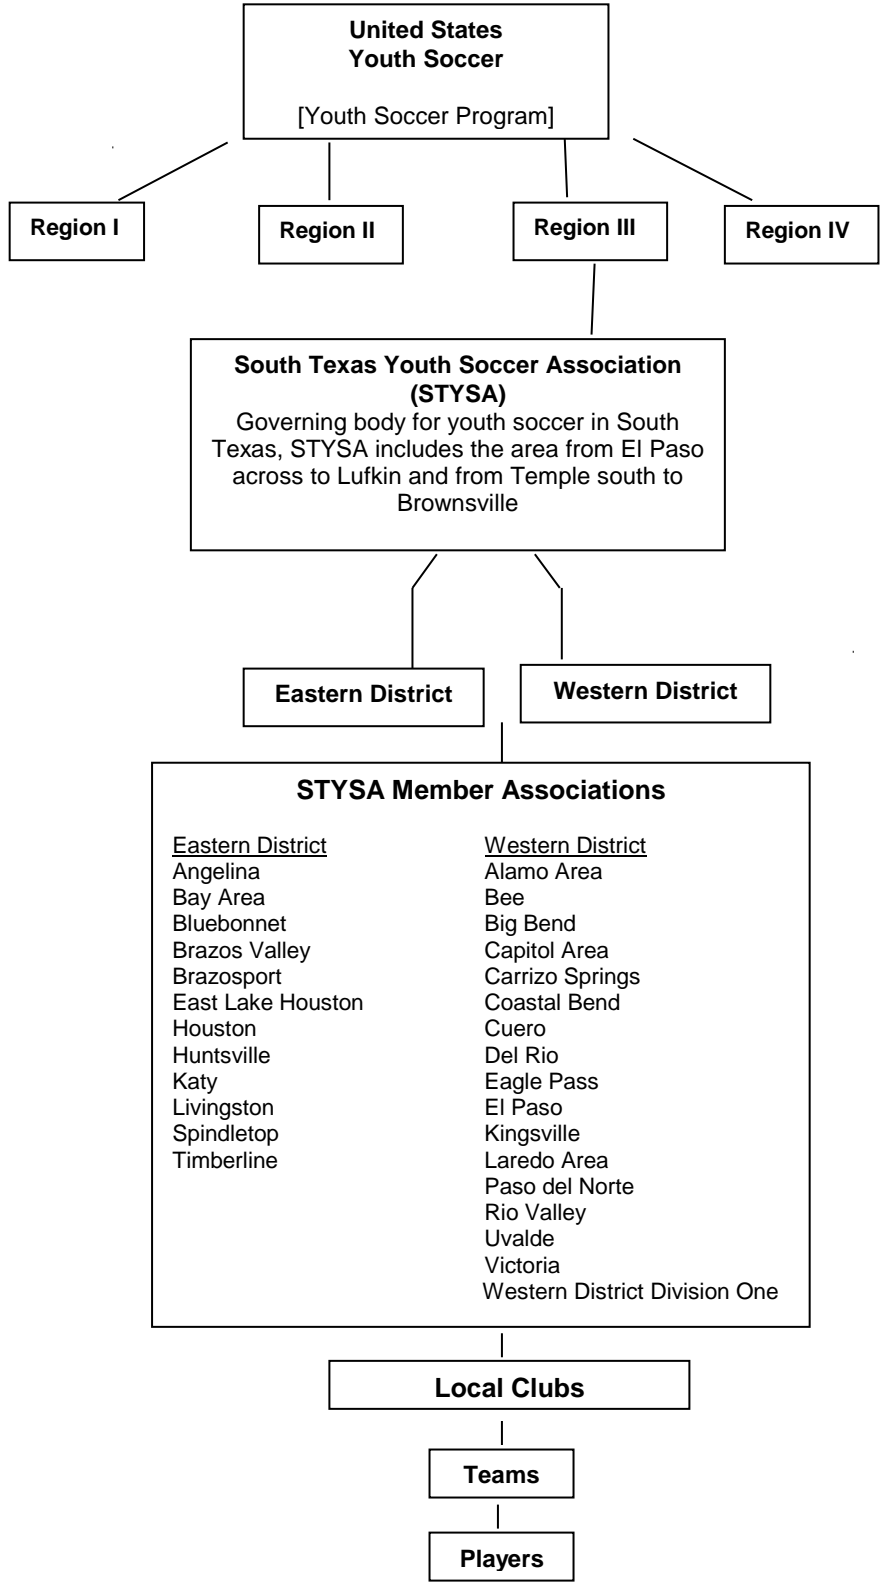 United States
Youth Soccer
[Youth Soccer Program]
Region I
Region II
Region III
Region IV
South Texas Youth Soccer Association
(STYSA)
Governing body for youth soccer in South
Texas, STYSA includes the area from El Paso
across to Lufkin and from Temple south to
Brownsville
Eastern District
Western District
STYSA Member Associations
Eastern District
Angelina
Bay Area
Bluebonnet
Brazos Valley
Brazosport
East Lake Houston
Houston
Huntsville
Katy
Livingston
Spindletop
Timberline
Western District
Alamo Area
Bee
Big Bend
Capitol Area
Carrizo Springs
Coastal Bend
Cuero
Del Rio
Eagle Pass
El Paso
Kingsville
Laredo Area
Paso del Norte
Rio Valley
Uvalde
Victoria
Western District Division One
Local Clubs
Teams
Players